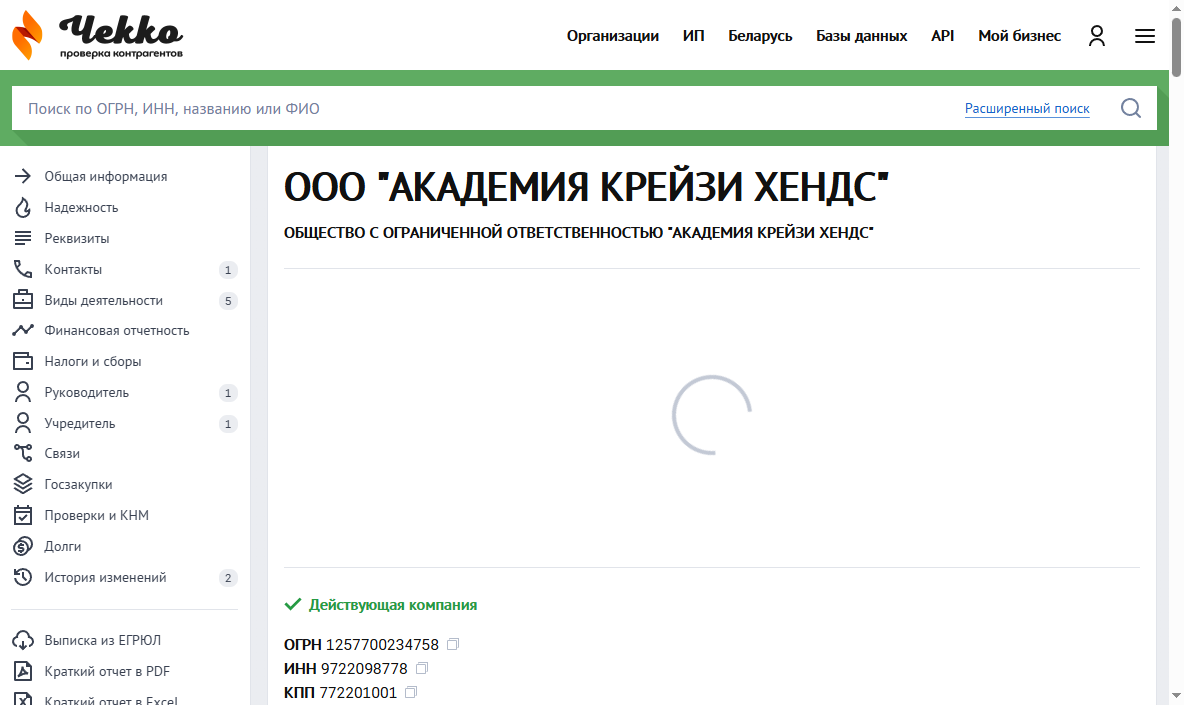 Чекко
проверка контрагентов
Организации ИП Беларусь Базы данных API Мой бизнес
Поиск по ОГРН, ИНН, названию или ФИО Расширенный поиск
Общая информация
Надежность
Реквизиты
Контакты 1
Виды деятельности 5
Финансовая отчетность
Налоги и сборы
Руководитель 1
Учредитель 1
Связи
Госзакупки
Проверки и КНМ
Долги
История изменений 2
Выписка из ЕГРЮЛ
Краткий отчет в PDF
Краткий отчет в Excel
ООО "АКАДЕМИЯ КРЕЙЗИ ХЕНДС"
ОБЩЕСТВО С ОГРАНИЧЕННОЙ ОТВЕТСТВЕННОСТЬЮ "АКАДЕМИЯ КРЕЙЗИ ХЕНДС"
Действующая компания
ОГРН 1257700234758
ИНН 9722098778
КПП 772201001